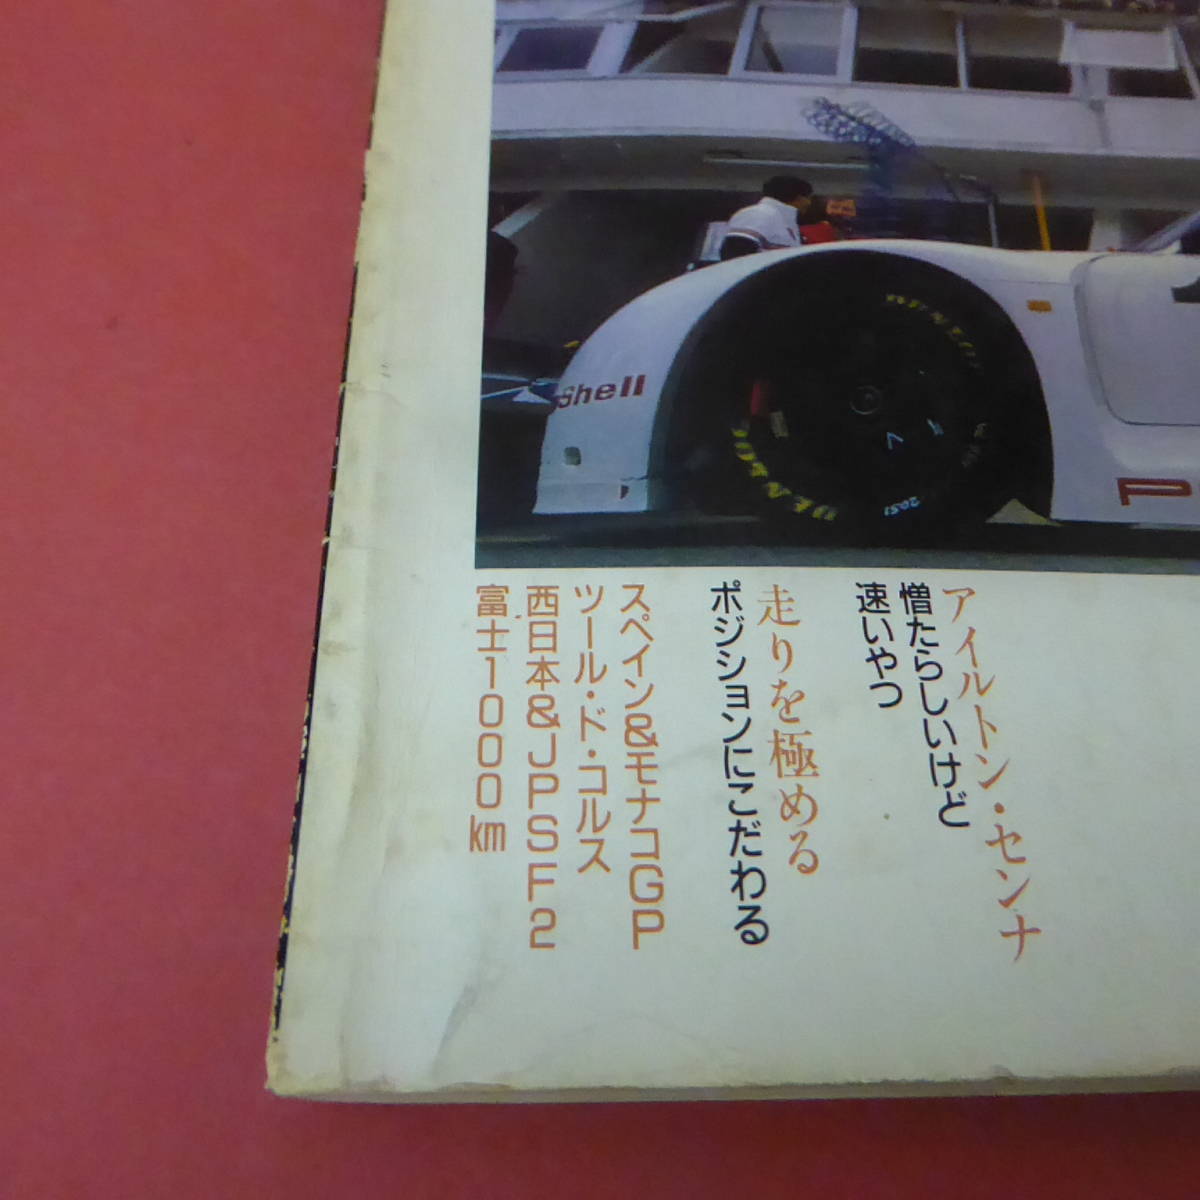 Shell
2051
P
アイルトン・センナ
憎たらしいけど
速いやつ
走りを極める
ポジションにこだわる
スペイン&モナコGP
ツール・ド・コルス
西日本&JPSF2
富士1000km